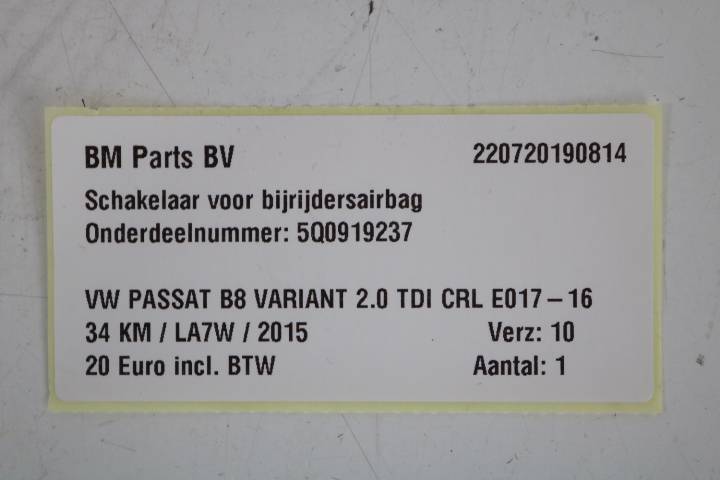 BM Parts BV 220720190814
Schakelaar voor bijrijdersairbag
Onderdeelnummer: 5Q0919237
VW PASSAT B8 VARIANT 2.0 TDI CRL E017-16
34 KM / LA7W / 2015 Verz: 10
20 Euro incl. BTW Aantal: 1